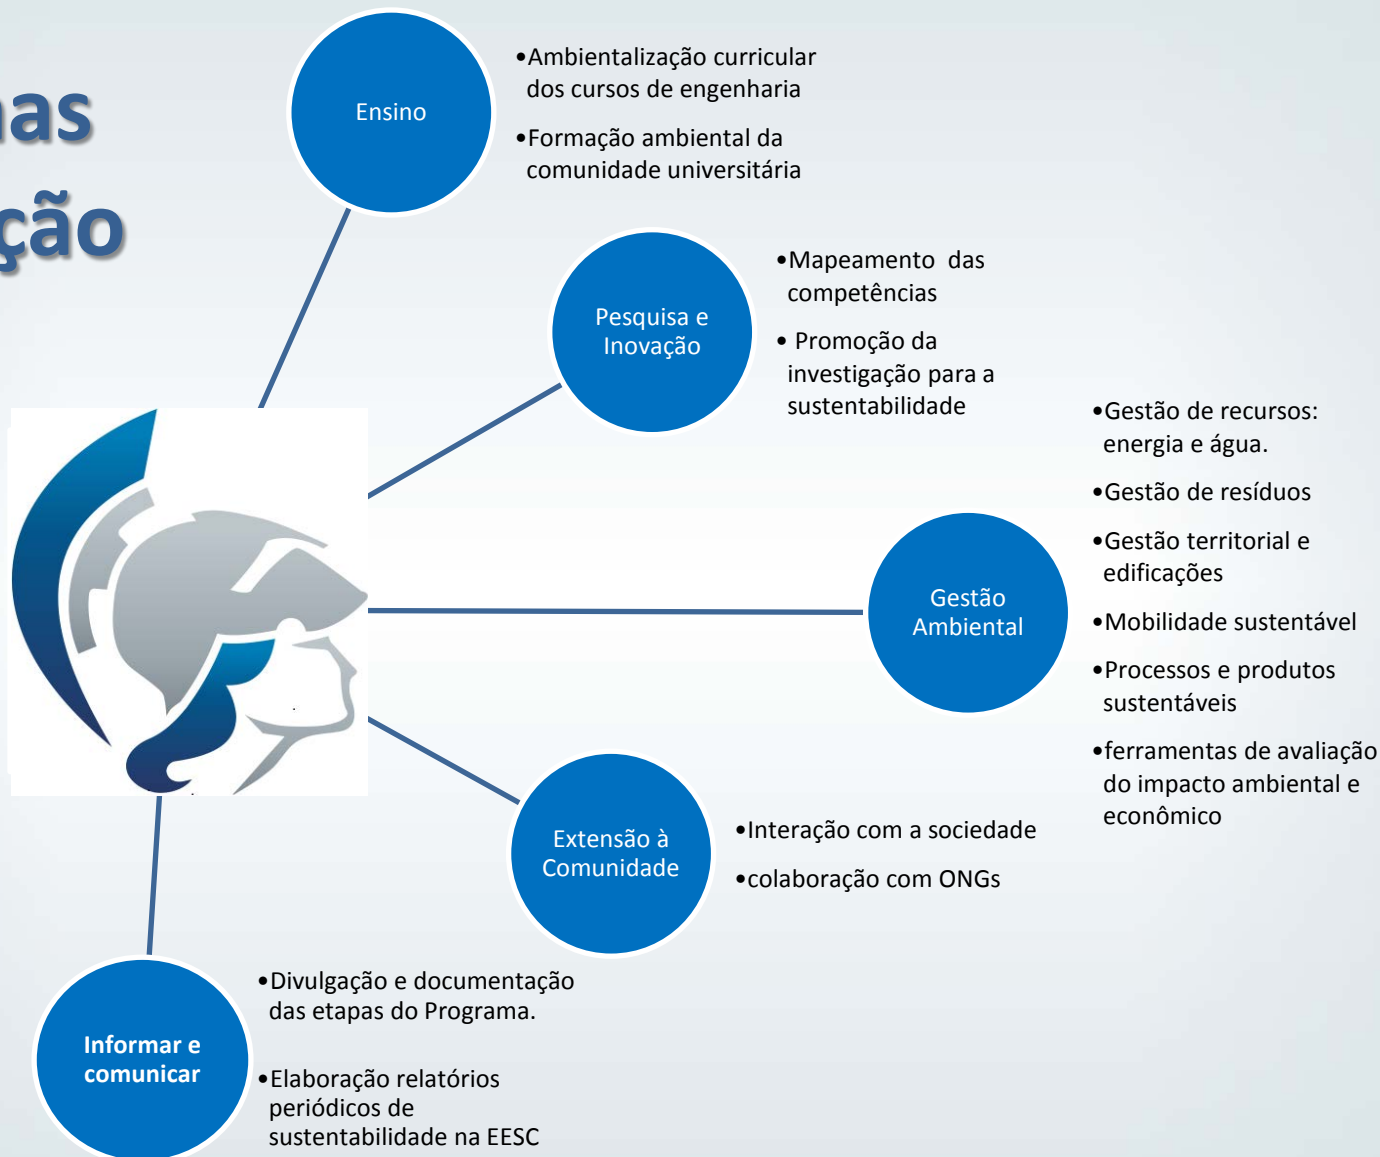 nas
ção
Ensino
•Ambientalização curricular
dos cursos de engenharia
•Formação ambiental da
comunidade universitária
Pesquisa e
Inovação
•Mapeamento das
competências
• Promoção da
investigação para a
sustentabilidade
Gestão
Ambiental
•Gestão de recursos:
energia e água.
•Gestão de resíduos
•Gestão territorial e
edificações
•Mobilidade sustentável
•Processos e produtos
sustentáveis
•ferramentas de avaliação
do impacto ambiental e
econômico
Extensão à
Comunidade
•Interação com a sociedade
•colaboração com ONGs
Informar e
comunicar
•Divulgação e documentação
das etapas do Programa.
•Elaboração relatórios
periódicos de
sustentabilidade na EESC